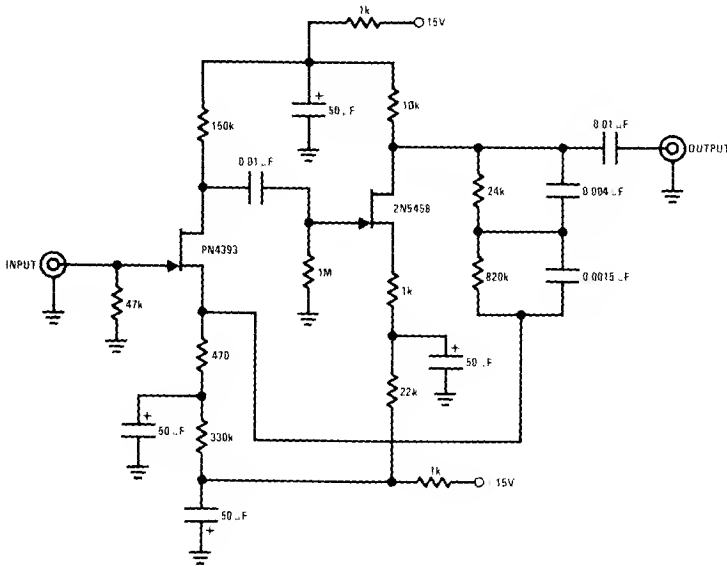 1k
15V
50 µF
10k
150k
0.01 µF
OUTPUT
0.01 µF
24k
0.004 µF
2N5458
PN4393
INPUT
47k
1M
1k
820k
0.0015 µF
470
50 µF
22k
50 µF
330k
1k
15V
50 µF